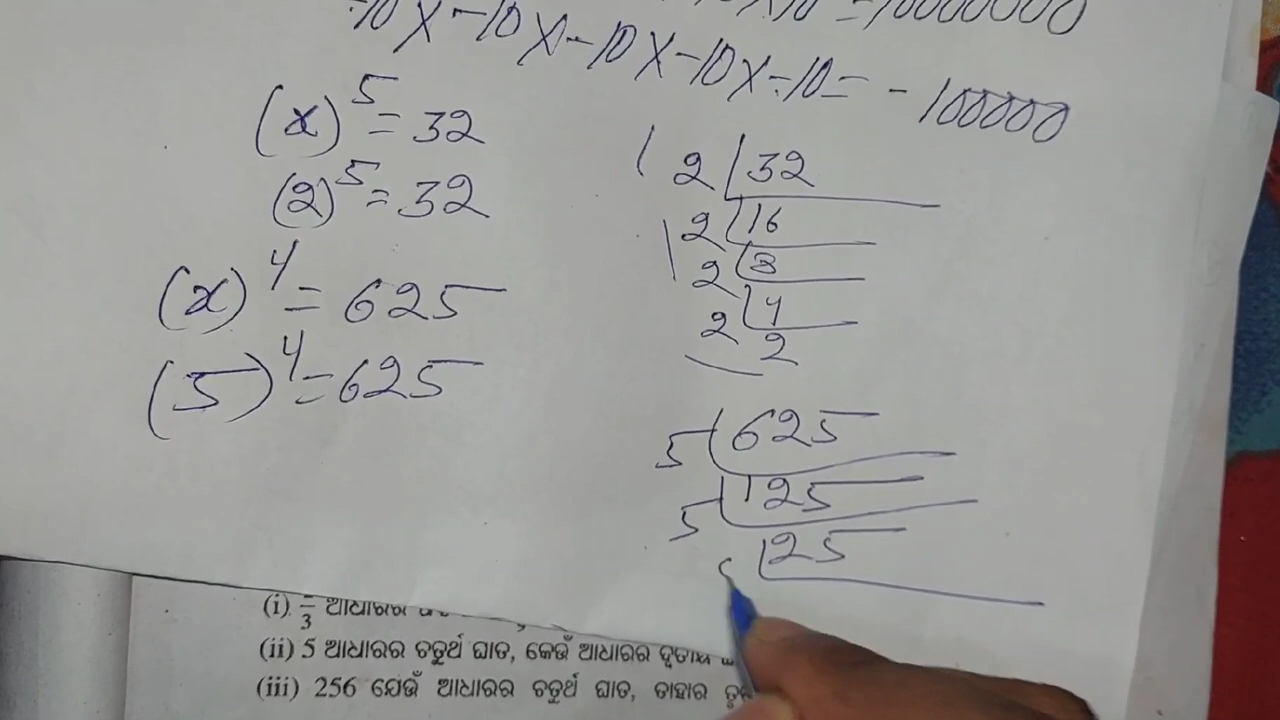 -10 X -10 X -10 X -10 X -10 = -100000
(x)^5 = 32
(2)^5 = 32
(x)^4 = 625
(5)^4 = 625
2 | 32
2 | 16
2 | 8
2 | 4
2
5 | 625
5 | 125
25
(ii) 5 ଆଧାରର ଚତୁର୍ଥ ଘାତ, କେଉଁ ଆଧାରର ଦ୍ୱିତୀୟ
(iii) 256 ଯେଉଁ ଆଧାରର ଚତୁର୍ଥ ଘାତ, ତାହାର